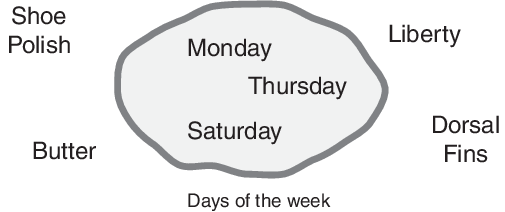 Shoe
Polish
Monday
Liberty
Thursday
Saturday
Dorsal
Fins
Butter
Days of the week